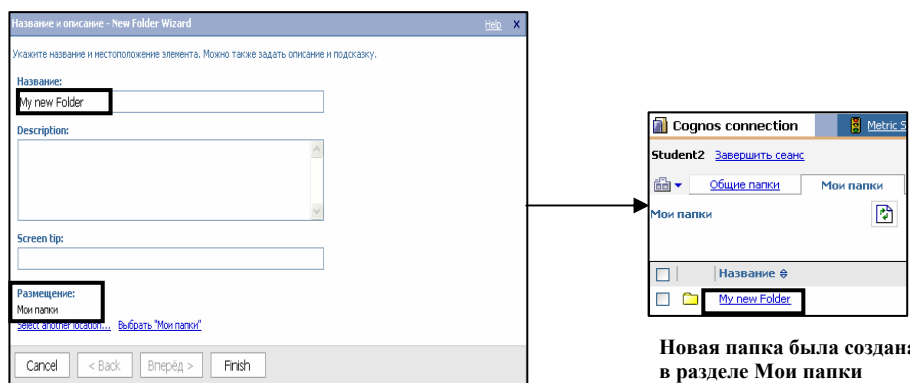 Название и описание - New Folder Wizard Help X
Укажите название и местоположение элемента. Можно также задать описание и подсказку.
Название:
My new Folder
Description:
Screen tip:
Размещение:
Мои папки
Select another location... Выбрать "Мои папки"
Cancel < Back Вперёд > Finish
Cognos connection Metric S
Student2 Завершить сеанс
Общие папки Мои папки
Мои папки
Название
My new Folder
Новая папка была создана
в разделе Мои папки